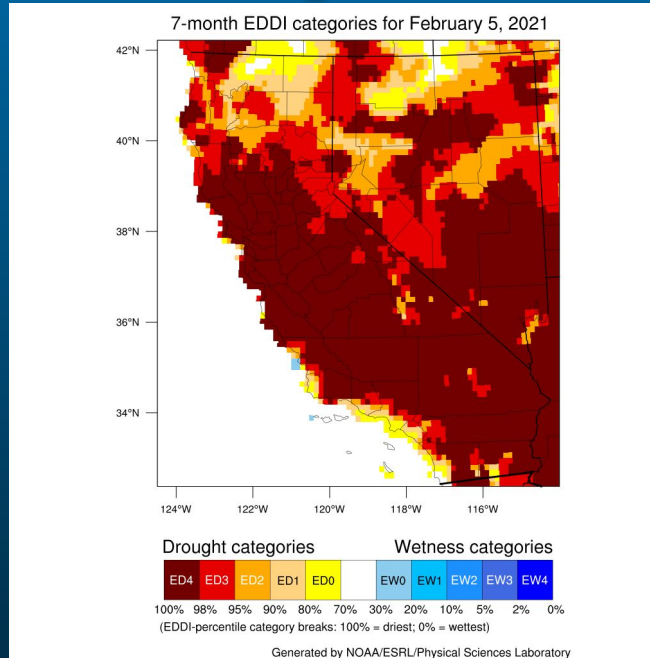 7-month EDDI categories for February 5, 2021
42°N
40°N
38°N
36°N
34°N
124°W 122°W 120°W 118°W 116°W
Drought categories Wetness categories
ED4 ED3 ED2 ED1 ED0 EW0 EW1 EW2 EW3 EW4
100% 98% 95% 90% 80% 70% 30% 20% 10% 5% 2% 0%
(EDDI-percentile category breaks: 100% = driest; 0% = wettest)
Generated by NOAA/ESRL/Physical Sciences Laboratory